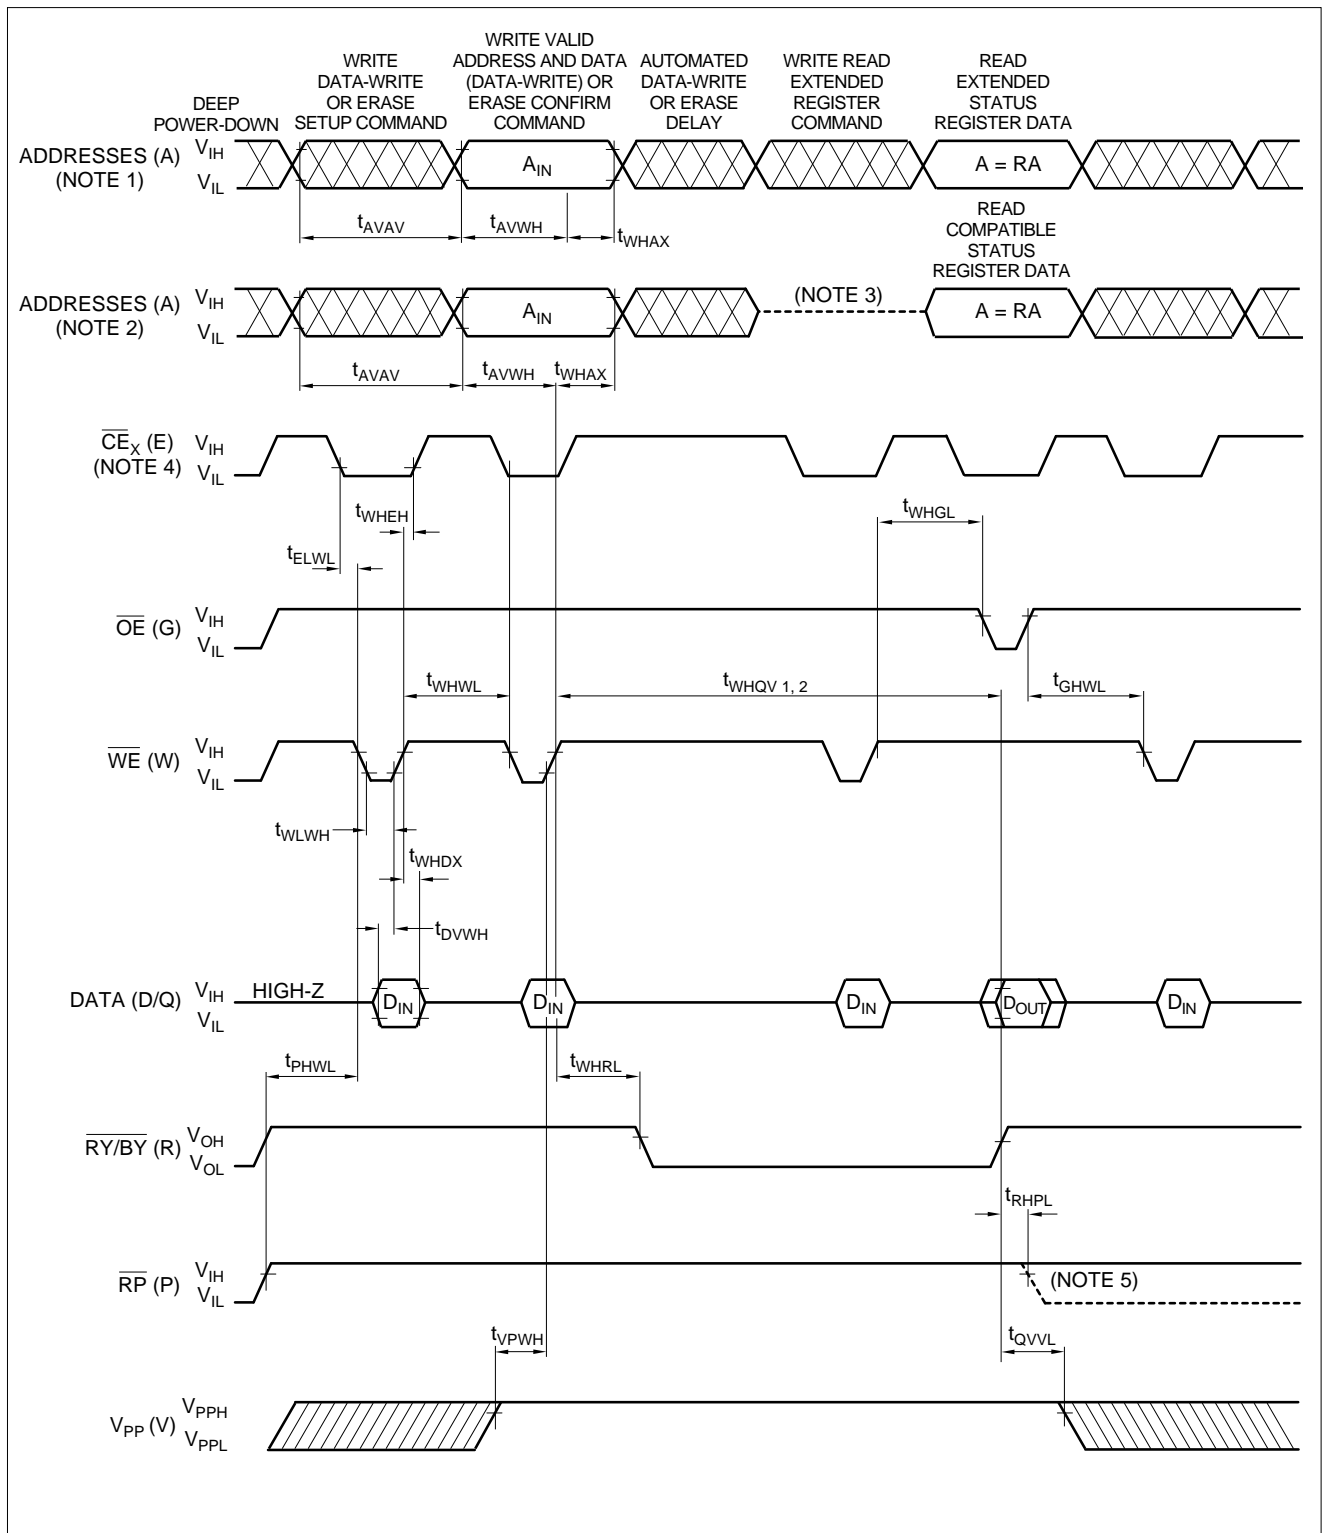 DEEP
POWER-DOWN
WRITE
DATA-WRITE
OR ERASE
SETUP COMMAND
WRITE VALID
ADDRESS AND DATA
(DATA-WRITE) OR
ERASE CONFIRM
COMMAND
AUTOMATED
DATA-WRITE
OR ERASE
DELAY
WRITE READ
EXTENDED
REGISTER
COMMAND
READ
EXTENDED
STATUS
REGISTER DATA
ADDRESSES (A)
(NOTE 1)
VIH
VIL
AIN
A = RA
tAVAV
tAVWH
tWHAX
READ
COMPATIBLE
STATUS
REGISTER DATA
ADDRESSES (A)
(NOTE 2)
VIH
VIL
AIN
(NOTE 3)
A = RA
tAVAV
tAVWH
tWHAX
CEX (E)
(NOTE 4)
VIH
VIL
tWHEH
tWHGL
tELWL
OE (G)
VIH
VIL
tWHWL
tWHQV 1, 2
tGHWL
WE (W)
VIH
VIL
tWLWH
tWHDX
tDVWH
DATA (D/Q)
VIH
VIL
HIGH-Z
DIN
DIN
DIN
DOUT
DIN
tPHWL
tWHRL
RY/BY (R)
VOH
VOL
tRHPL
RP (P)
VIH
VIL
(NOTE 5)
tVPWH
tQVVL
VPP (V)
VPPH
VPPL